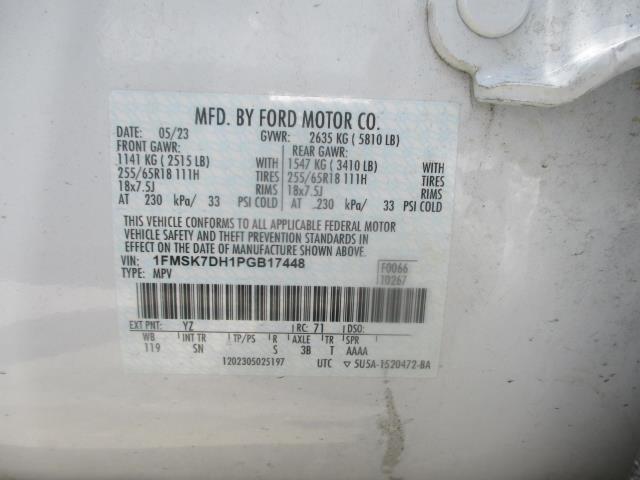 MFD. BY FORD MOTOR CO.
DATE: 05/23 GVWR: 2635 KG ( 5810 LB)
FRONT GAWR: REAR GAWR:
1141 KG ( 2515 LB) WITH 1547 KG ( 3410 LB) WITH
255/65R18 111H TIRES 255/65R18 111H TIRES
18x7.5J RIMS 18x7.5J RIMS
AT 230 kPa/ 33 PSI COLD AT 230 kPa/ 33 PSI COLD
THIS VEHICLE CONFORMS TO ALL APPLICABLE FEDERAL MOTOR
VEHICLE SAFETY AND THEFT PREVENTION STANDARDS IN
EFFECT ON THE DATE OF MANUFACTURE SHOWN ABOVE.
VIN: 1FMSK7DH1PGB17448 F0066
TYPE: MPV 10267
EXT PNT: YZ RC: 71 DSO:
WB INT TR TP/PS R AXLE TR SPR
119 SN S 3B T AAAA
1202305025197 UTC ▽ 5U5A-1520472-BA